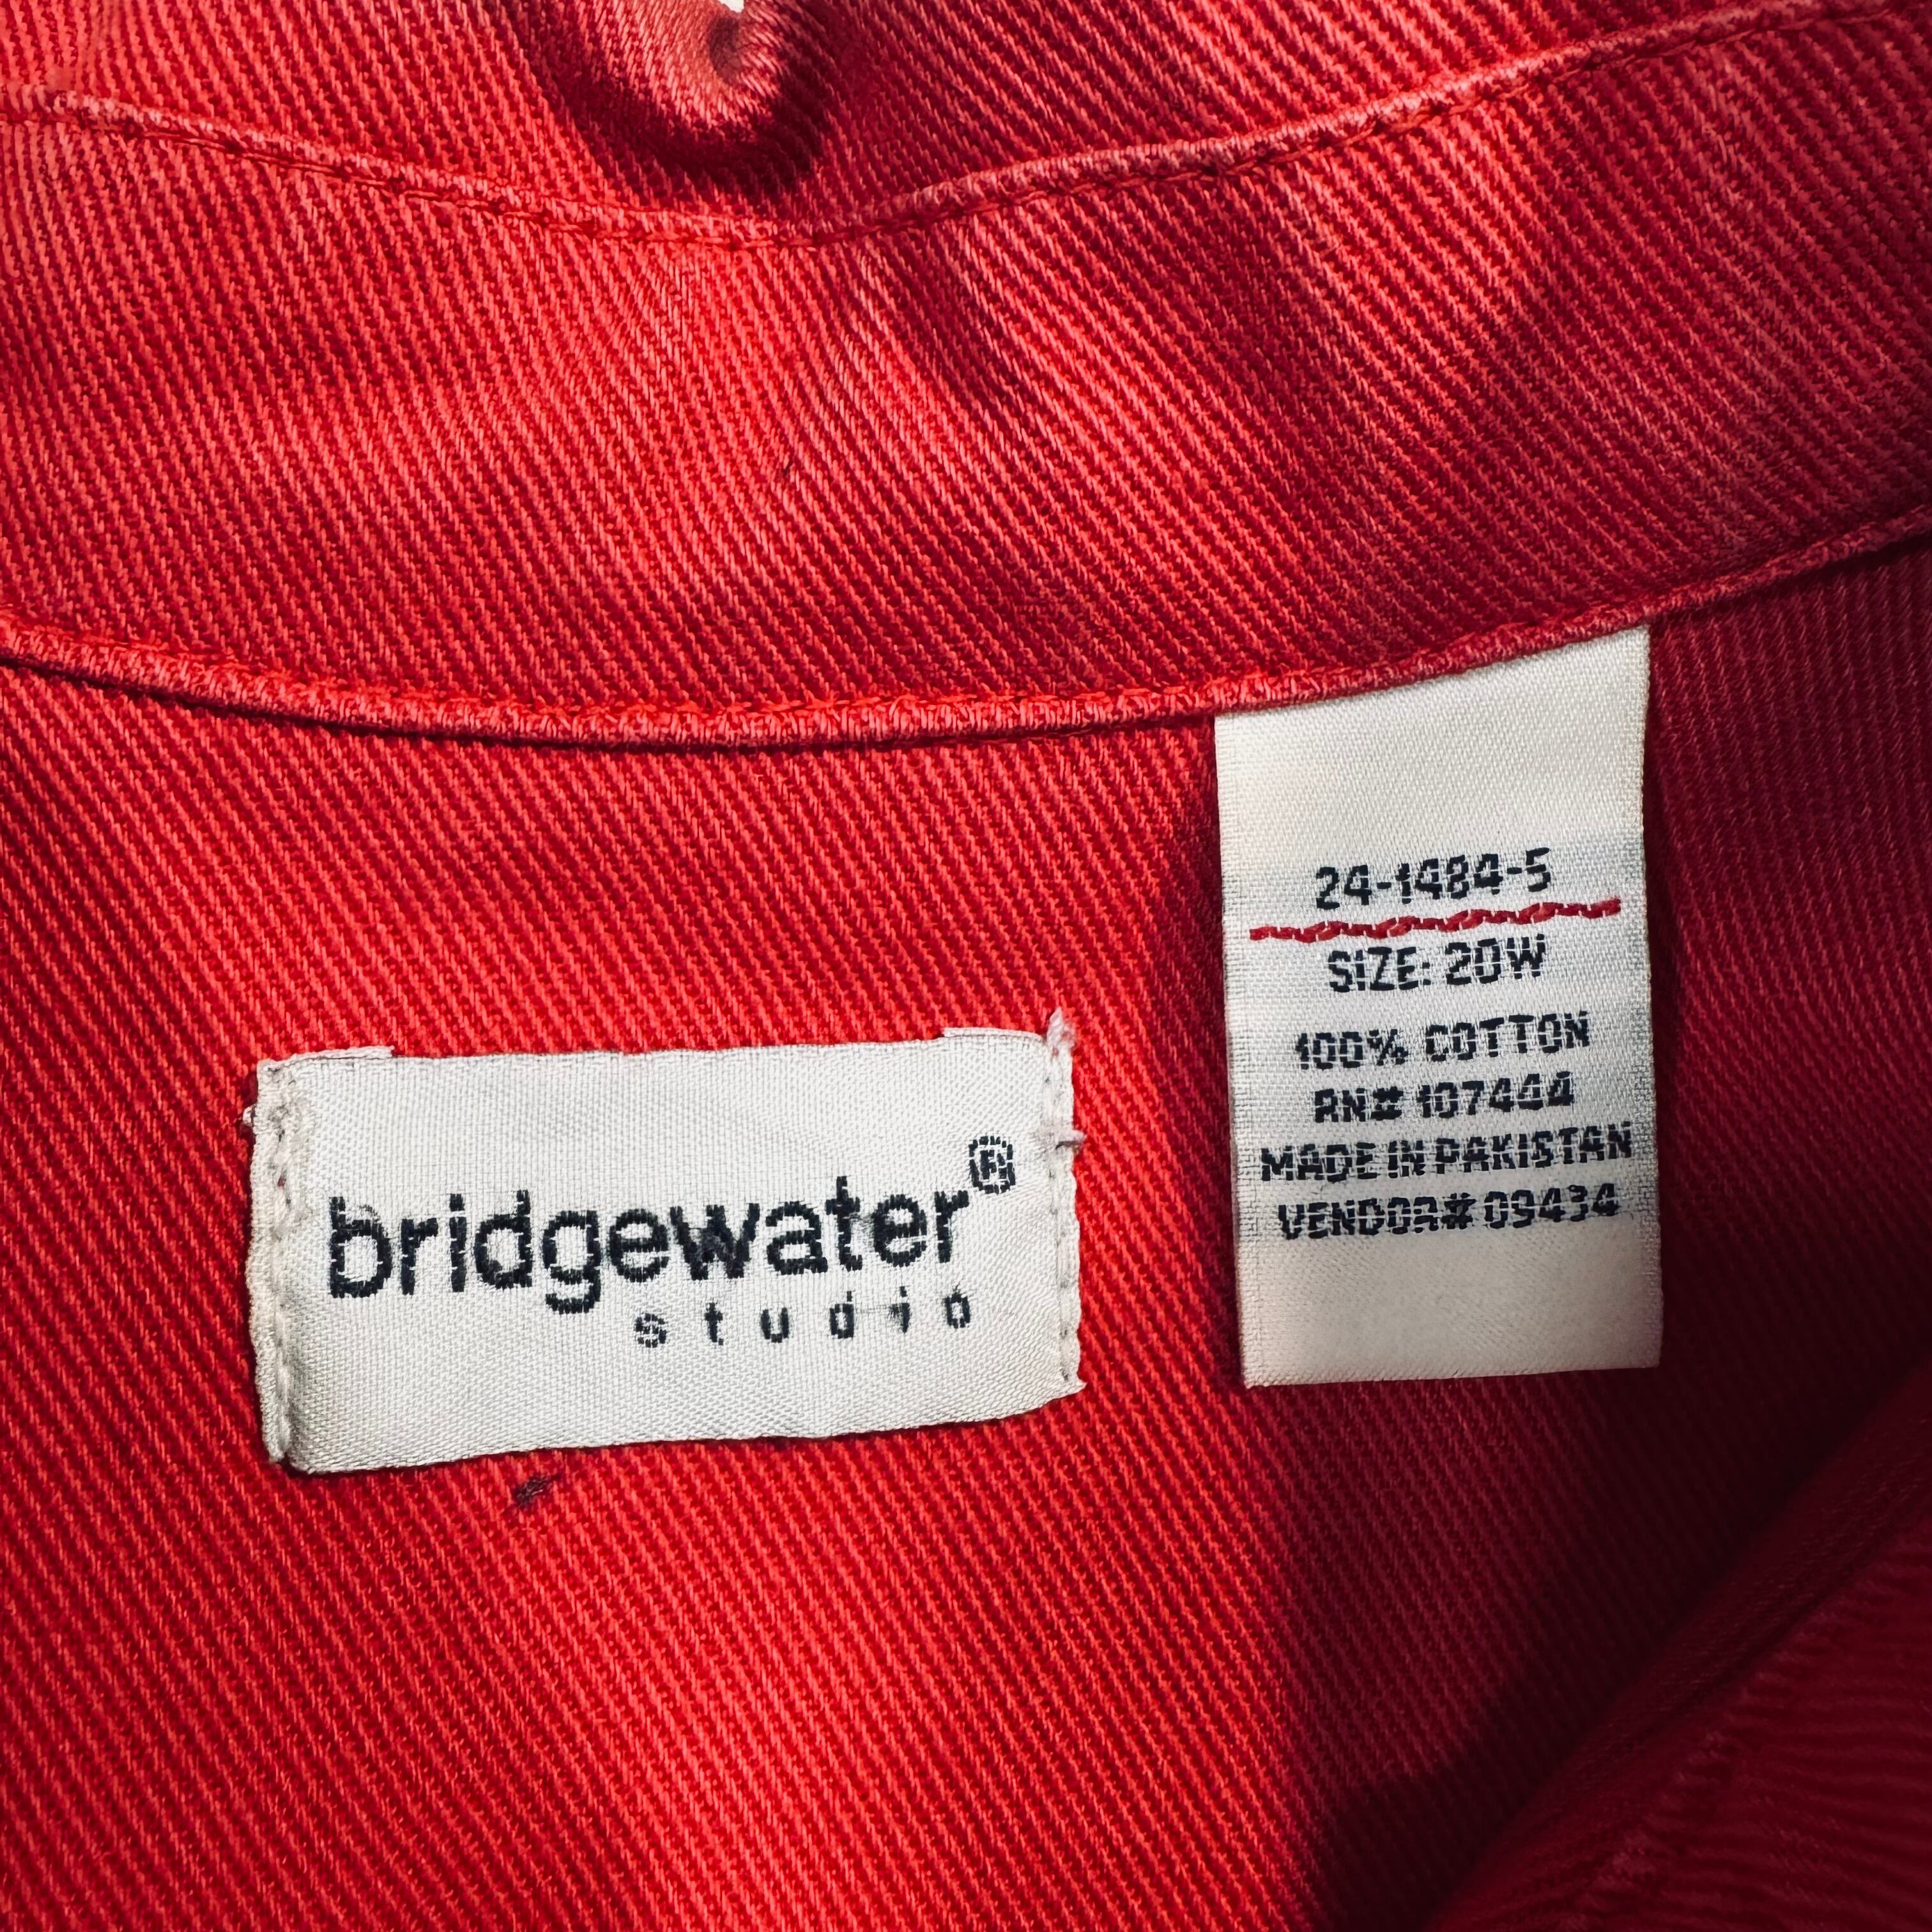 bridgewater®
studio
24-1484-5
SIZE: 20W
100% COTTON
RN# 107444
MADE IN PAKISTAN
VENDOR# 09434